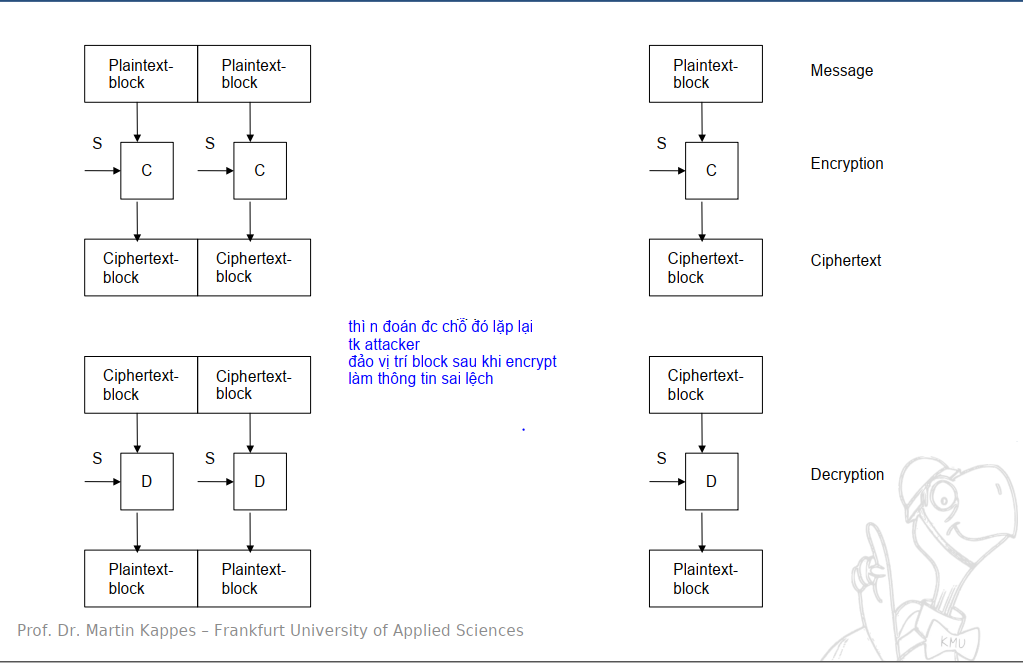 Plaintext-
block
Plaintext-
block
Plaintext-
block
Message
S
C
S
C
S
C
Encryption
Ciphertext-
block
Ciphertext-
block
Ciphertext-
block
Ciphertext
thì n đoán đc chỗ đó lặp lại
tk attacker
đảo vị trí block sau khi encrypt
làm thông tin sai lệch
Ciphertext-
block
Ciphertext-
block
Ciphertext-
block
S
D
S
D
S
D
Decryption
Plaintext-
block
Plaintext-
block
Plaintext-
block
Prof. Dr. Martin Kappes – Frankfurt University of Applied Sciences
KMU